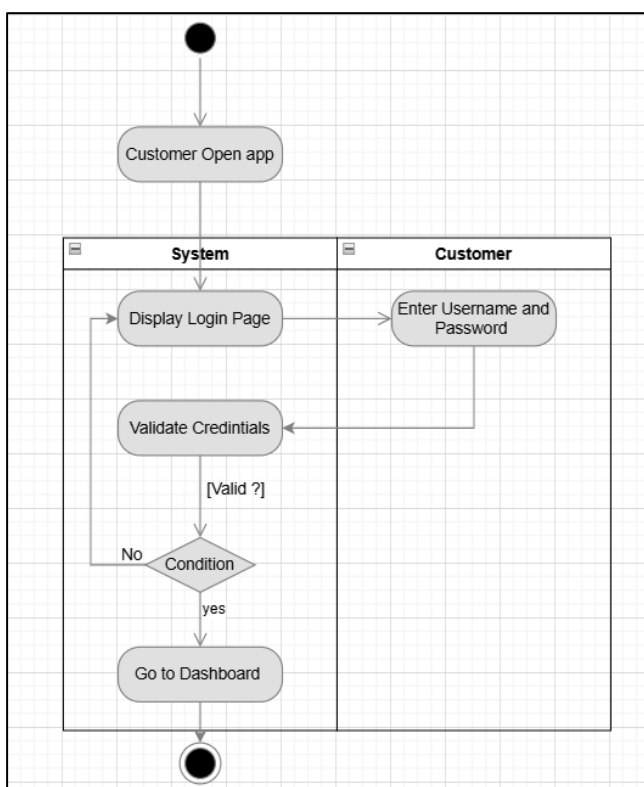 Customer Open app
System
Customer
Display Login Page
Enter Username and
Password
Validate Credintials
[Valid ?]
No
Condition
yes
Go to Dashboard